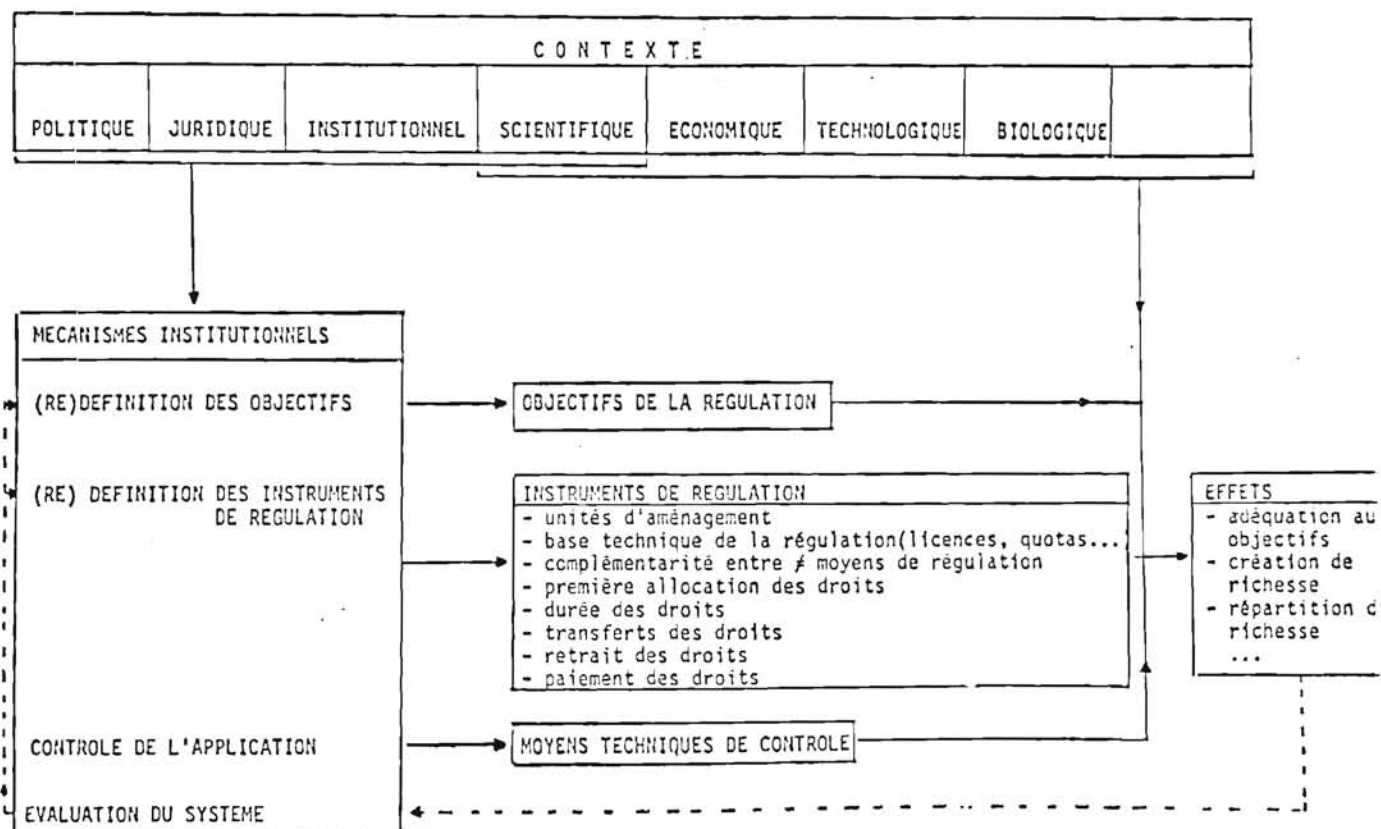 CONTEXTE
POLITIQUE JURIDIQUE INSTITUTIONNEL SCIENTIFIQUE ECONOMIQUE TECHNOLOGIQUE BIOLOGIQUE
MECANISMES INSTITUTIONNELS
(RE)DEFINITION DES OBJECTIFS
(RE) DEFINITION DES INSTRUMENTS
DE REGULATION
CONTROLE DE L'APPLICATION
EVALUATION DU SYSTEME
OBJECTIFS DE LA REGULATION
INSTRUMENTS DE REGULATION
- unités d'aménagement
- base technique de la régulation(licences, quotas...
- complémentarité entre ≠ moyens de régulation
- première allocation des droits
- durée des droits
- transferts des droits
- retrait des droits
- paiement des droits
MOYENS TECHNIQUES DE CONTROLE
EFFETS
- adéquation au
objectifs
- création de
richesse
- répartition d
richesse
...